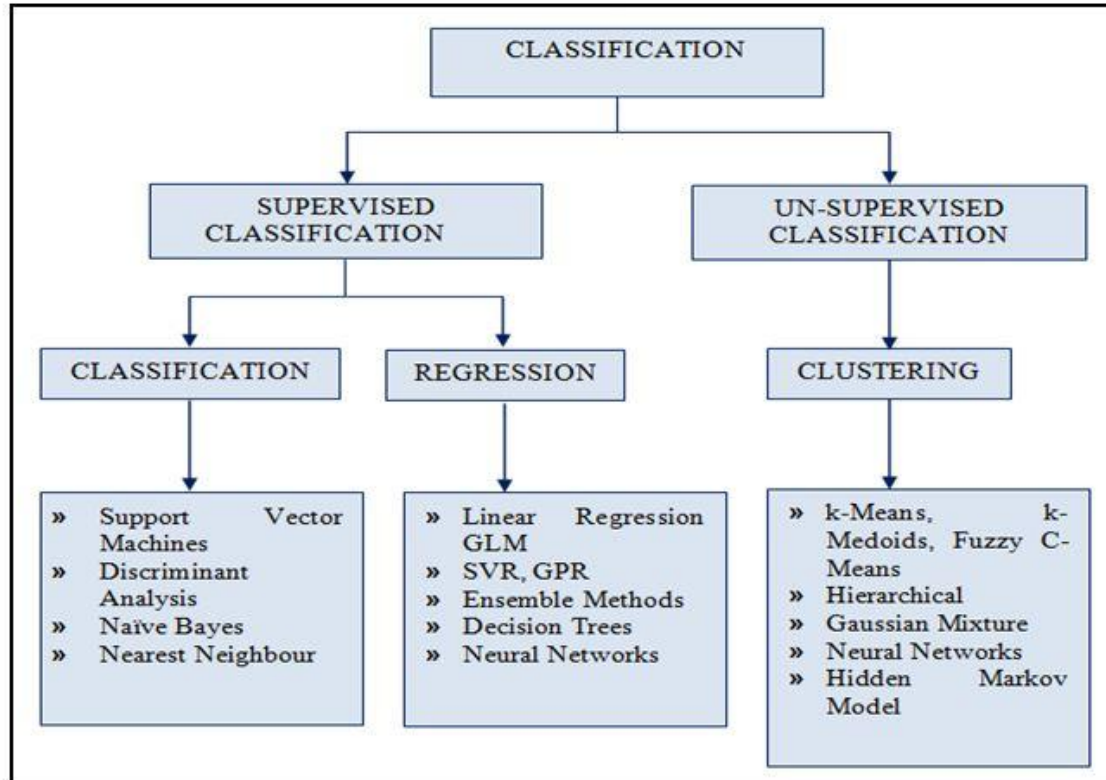 CLASSIFICATION
SUPERVISED
CLASSIFICATION
UN-SUPERVISED
CLASSIFICATION
CLASSIFICATION
REGRESSION
CLUSTERING
» Support Vector
Machines
» Discriminant
Analysis
» Naïve Bayes
» Nearest Neighbour
» Linear Regression
GLM
» SVR, GPR
» Ensemble Methods
» Decision Trees
» Neural Networks
» k-Means, k-
Medoids, Fuzzy C-
Means
» Hierarchical
» Gaussian Mixture
» Neural Networks
» Hidden Markov
Model